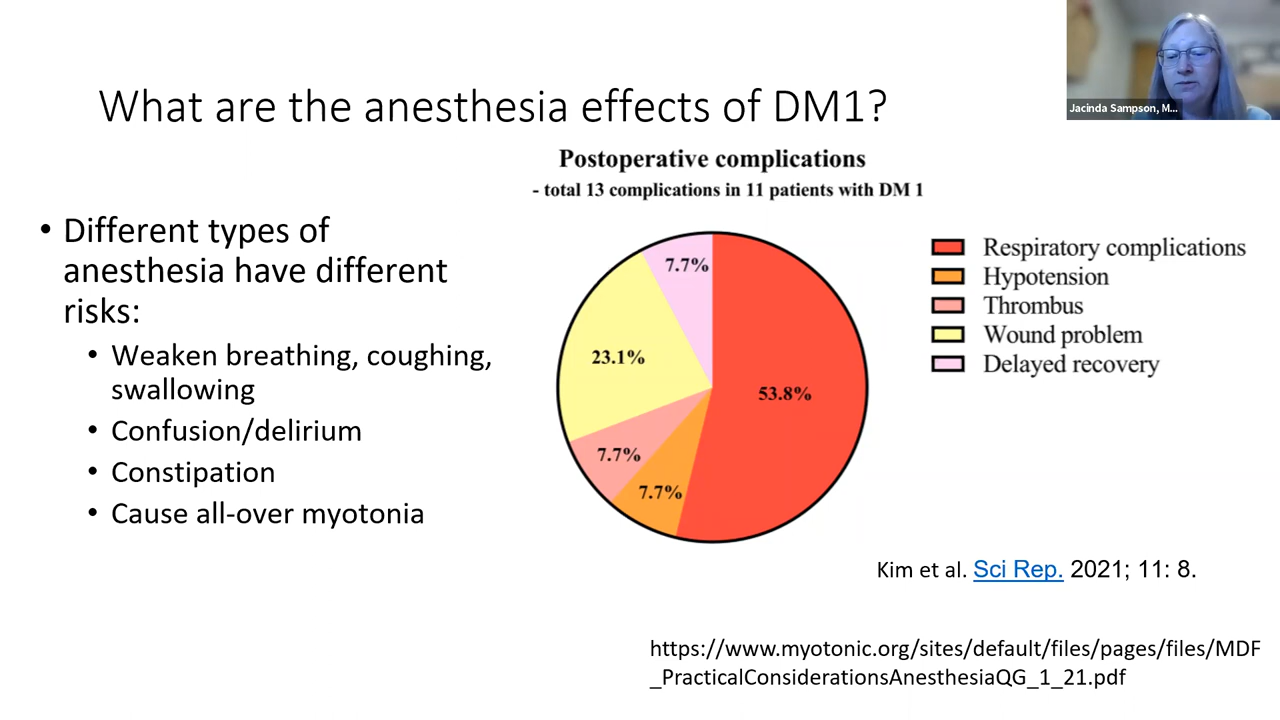 Jacinda Sampson, M...
What are the anesthesia effects of DM1?
• Different types of
anesthesia have different
risks:
• Weaken breathing, coughing,
swallowing
• Confusion/delirium
• Constipation
• Cause all-over myotonia
Postoperative complications
- total 13 complications in 11 patients with DM 1
7.7%
23.1%
53.8%
7.7%
7.7%
Respiratory complications
Hypotension
Thrombus
Wound problem
Delayed recovery
Kim et al. Sci Rep. 2021; 11: 8.
https://www.myotonic.org/sites/default/files/pages/files/MDF
_PracticalConsiderationsAnesthesiaQG_1_21.pdf